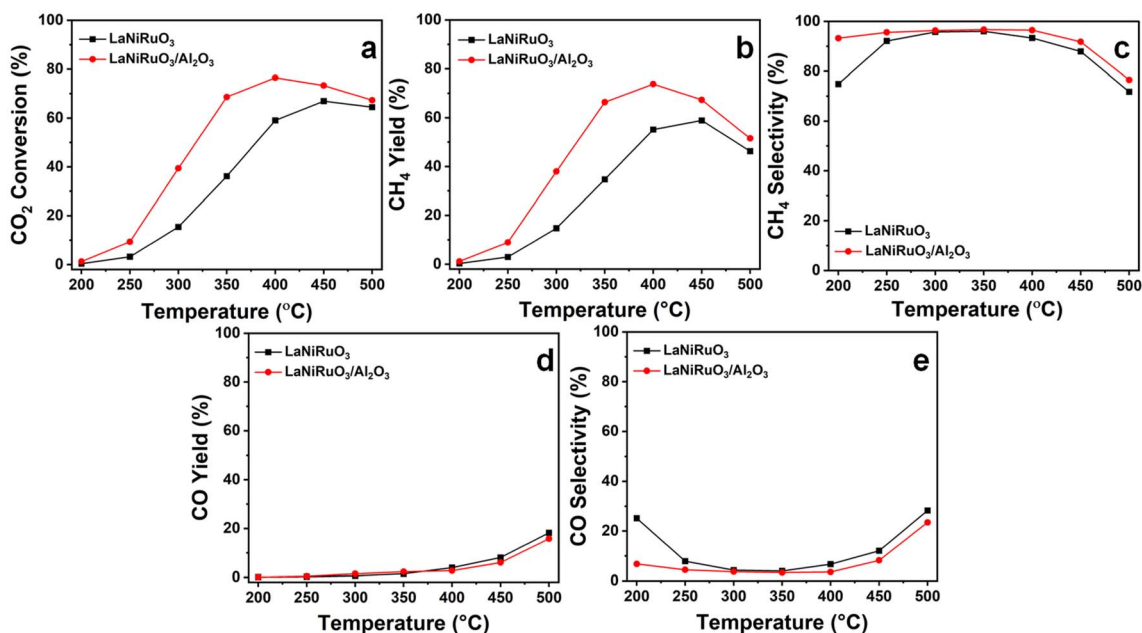 a
CO₂ Conversion (%)
100
80
60
40
20
0
LaNiRuO₃
LaNiRuO₃/Al₂O₃
200 250 300 350 400 450 500
Temperature (°C)
b
CH₄ Yield (%)
100
80
60
40
20
0
LaNiRuO₃
LaNiRuO₃/Al₂O₃
200 250 300 350 400 450 500
Temperature (°C)
c
CH₄ Selectivity (%)
100
80
60
40
20
0
LaNiRuO₃
LaNiRuO₃/Al₂O₃
200 250 300 350 400 450 500
Temperature (°C)
d
CO Yield (%)
100
80
60
40
20
0
LaNiRuO₃
LaNiRuO₃/Al₂O₃
200 250 300 350 400 450 500
Temperature (°C)
e
CO Selectivity (%)
100
80
60
40
20
0
LaNiRuO₃
LaNiRuO₃/Al₂O₃
200 250 300 350 400 450 500
Temperature (°C)